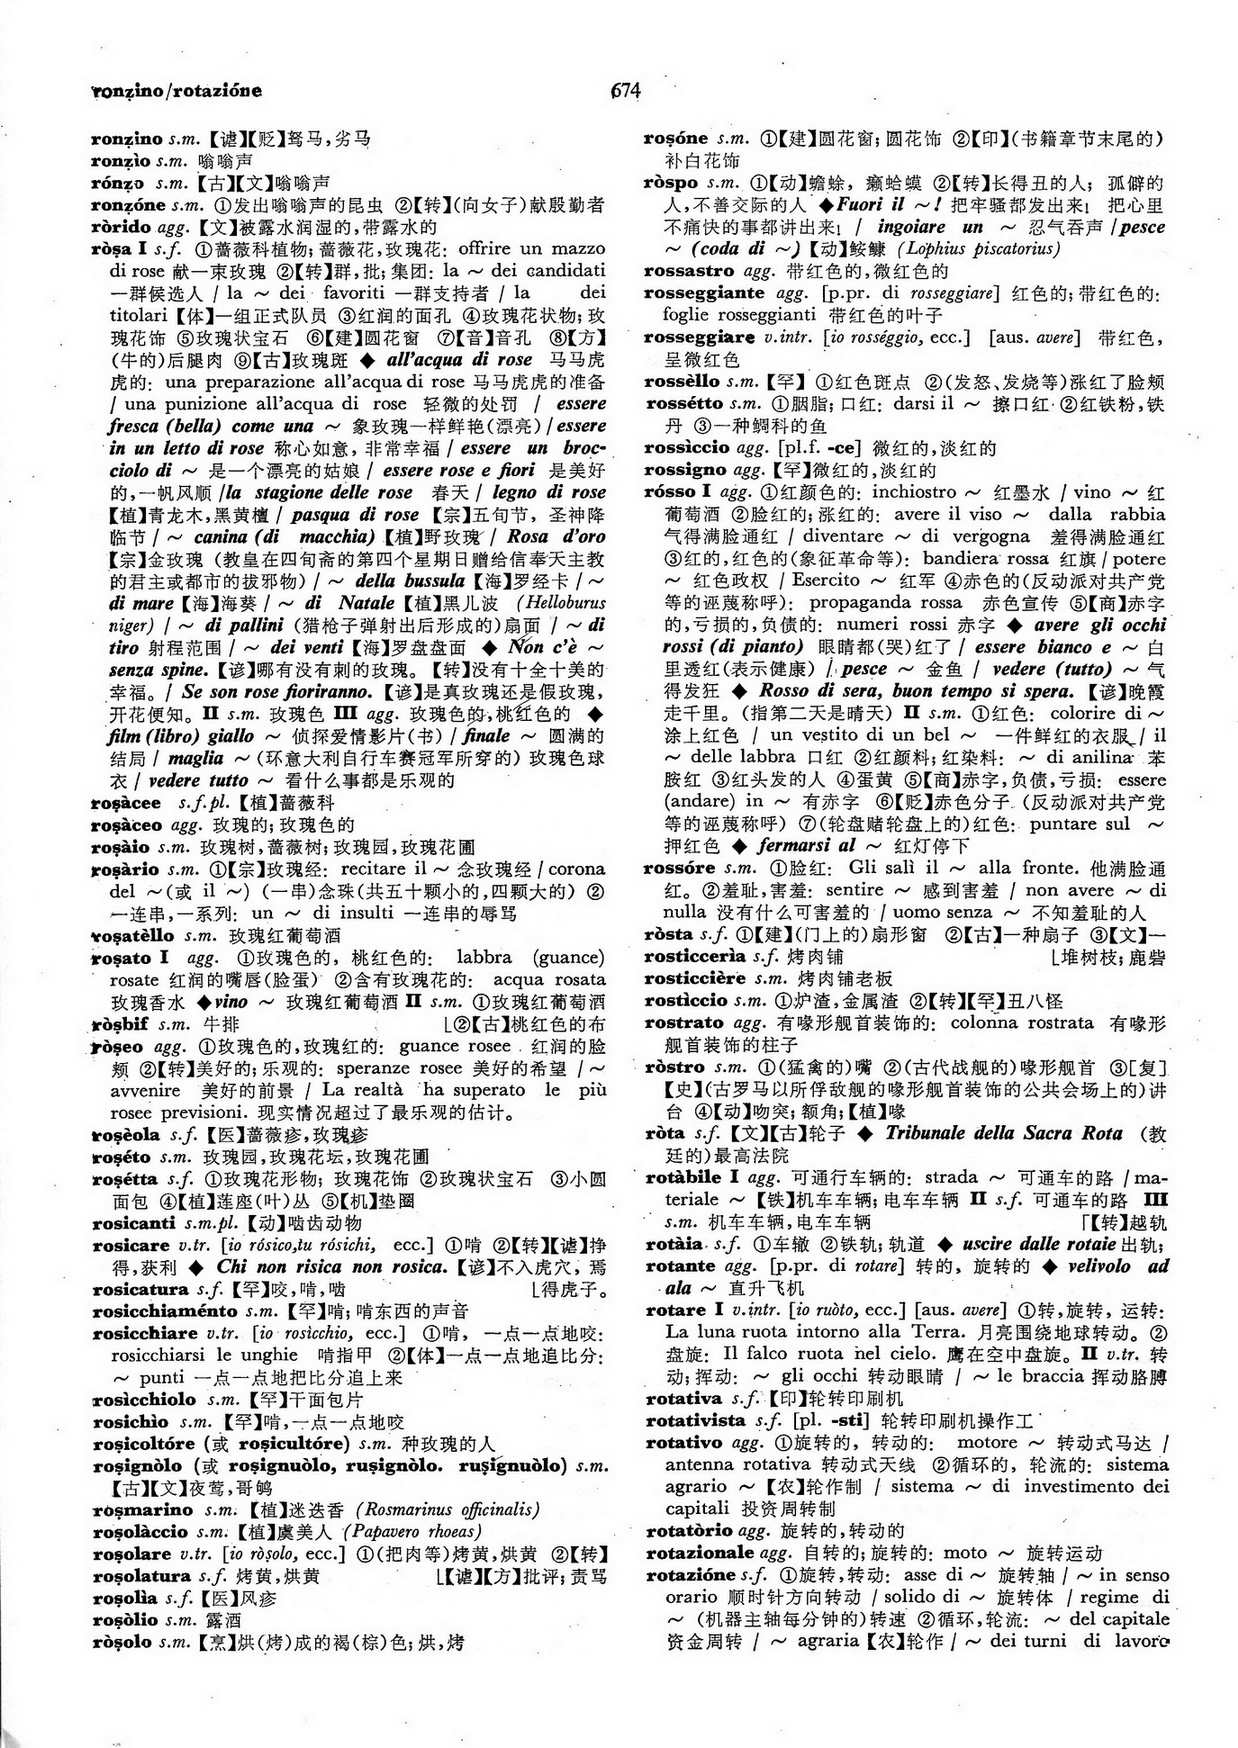 ronzino/rotazióne
674
ronẓino s.m.【谑】【贬】驽马,劣马
ronẓìo s.m. 嗡嗡声
rónẓo s.m.【古】【文】嗡嗡声
ronẓóne s.m. ①发出嗡嗡声的昆虫 ②【转】(向女子)献殷勤者
ròrido agg.【文】被露水润湿的,带露水的
ròṣa I s.f. ①蔷薇科植物; 蔷薇花,玫瑰花: offrire un mazzo
di rose 献一束玫瑰 ②【转】群,批; 集团: la ～ dei candidati
一群侯选人 / la ～ dei favoriti 一群支持者 / la dei
titolari【体】一组正式队员 ③红润的面孔 ④玫瑰花状物; 玫
瑰花饰 ⑤玫瑰状宝石 ⑥【建】圆花窗 ⑦【音】音孔 ⑧【方】
(牛的)后腿肉 ⑨【古】玫瑰斑 ◆ all'acqua di rose 马马虎
虎的: una preparazione all'acqua di rose 马马虎虎的准备
/ una punizione all'acqua di rose 轻微的处罚 / essere
fresca (bella) come una ～ 象玫瑰一样鲜艳(漂亮) / essere
in un letto di rose 称心如意, 非常幸福 / essere un broc-
ciolo di ～ 是一个漂亮的姑娘 / essere rose e fiori 是美好
的,一帆风顺 / la stagione delle rose 春天 / legno di rose
【植】青龙木,黑黄檀 / pasqua di rose【宗】五旬节, 圣神降
临节 / ～ canina (di macchia)【植】野玫瑰 / Rosa d'oro
【宗】金玫瑰 (教皇在四旬斋的第四个星期日赠给信奉天主教
的君主或都市的拔邪物) / ～ della bussula【海】罗经卡 / ～
di mare【海】海葵 / ～ di Natale【植】黑儿波 (Helloburus
niger) / ～ di pallini (猎枪子弹射出后形成的)扇面 / ～ di
tiro 射程范围 / ～ dei venti【海】罗盘盘面 ◆ Non c'è ～
senza spine.【谚】哪有没有刺的玫瑰。【转】没有十全十美的
幸福。/ Se son rose fioriranno.【谚】是真玫瑰还是假玫瑰,
开花便知。II s.m. 玫瑰色 III agg. 玫瑰色的,桃红色的 ◆
film (libro) giallo ～ 侦探爱情影片(书) / finale ～ 圆满的
结局 / maglia ～ (环意大利自行车赛冠军所穿的) 玫瑰色球
衣 / vedere tutto ～ 看什么事都是乐观的
roṣàcee s.f.pl.【植】蔷薇科
roṣàceo agg. 玫瑰的; 玫瑰色的
roṣàio s.m. 玫瑰树,蔷薇树; 玫瑰园,玫瑰花圃
roṣàrio s.m. ①【宗】玫瑰经: recitare il ～ 念玫瑰经 / corona
del ～(或 il ～) (一串)念珠(共五十颗小的,四颗大的) ②
一连串,一系列: un ～ di insulti 一连串的辱骂
roṣatèllo s.m. 玫瑰红葡萄酒
roṣato I agg. ①玫瑰色的, 桃红色的: labbra (guance)
rosate 红润的嘴唇(脸蛋) ②含有玫瑰花的: acqua rosata
玫瑰香水 ◆vino ～ 玫瑰红葡萄酒 II s.m. ①玫瑰红葡萄酒
ròṣbif s.m. 牛排 ⌊②【古】桃红色的布
ròṣeo agg. ①玫瑰色的,玫瑰红的: guance rosee 红润的脸
颊 ②【转】美好的; 乐观的: speranze rosee 美好的希望 / ～
avvenire 美好的前景 / La realtà ha superato le più
rosee previsioni. 现实情况超过了最乐观的估计。
roṣèola s.f.【医】蔷薇疹,玫瑰疹
roṣéto s.m. 玫瑰园,玫瑰花坛,玫瑰花圃
roṣétta s.f. ①玫瑰花形物; 玫瑰花饰 ②玫瑰状宝石 ③小圆
面包 ④【植】莲座(叶)丛 ⑤【机】垫圈
rosicanti s.m.pl.【动】啮齿动物
rosicare v.tr. [io rósico,tu rósichi, ecc.] ①啃 ②【转】【谑】挣
得,获利 ◆ Chi non risica non rosica.【谚】不入虎穴, 焉
rosicatura s.f.【罕】咬,啃,啮 ⌊得虎子。
rosicchiaménto s.m.【罕】啃; 啃东西的声音
rosicchiare v.tr. [io rosìcchio, ecc.] ①啃, 一点一点地咬:
rosicchiarsi le unghie 啃指甲 ②【体】一点一点地追比分:
～ punti 一点一点地把比分追上来
rosìcchiolo s.m.【罕】干面包片
rosichìo s.m.【罕】啃,一点一点地咬
roṣicoltóre (或 roṣicultóre) s.m. 种玫瑰的人
roṣignòlo (或 roṣignuòlo, ruṣignòlo. ruṣignuòlo) s.m.
【古】【文】夜莺,哥鸲
roṣmarino s.m.【植】迷迭香 (Rosmarinus officinalis)
roṣolàccio s.m.【植】虞美人 (Papavero rhoeas)
roṣolare v.tr. [io ròṣolo, ecc.] ①(把肉等)烤黄,烘黄 ②【转】
roṣolatura s.f. 烤黄,烘黄 ⌊【谑】【方】批评; 责骂
roṣolìa s.f.【医】风疹
roṣòlio s.m. 露酒
ròṣolo s.m.【烹】烘(烤)成的褐(棕)色; 烘,烤
roṣóne s.m. ①【建】圆花窗; 圆花饰 ②【印】(书籍章节末尾的)
补白花饰
ròspo s.m. ①【动】蟾蜍, 癞蛤蟆 ②【转】长得丑的人; 孤僻的
人,不善交际的人 ◆Fuori il ～! 把牢骚都发出来! 把心里
不痛快的事都讲出来! / ingoiare un ～ 忍气吞声 / pesce
～ (coda di ～)【动】鮟鱇 (Lophius piscatorius)
rossastro agg. 带红色的,微红色的
rosseggiante agg. [p.pr. di rosseggiare] 红色的; 带红色的:
foglie rosseggianti 带红色的叶子
rosseggiare v.intr. [io rosséggio, ecc.] [aus. avere] 带红色,
呈微红色
rossèllo s.m.【罕】 ①红色斑点 ②(发怒、发烧等)涨红了脸颊
rossétto s.m. ①胭脂; 口红: darsi il ～ 擦口红 ②红铁粉,铁
丹 ③一种鲷科的鱼
rossìccio agg. [pl.f. -ce] 微红的,淡红的
rossigno agg.【罕】微红的,淡红的
rósso I agg. ①红颜色的: inchiostro ～ 红墨水 / vino ～ 红
葡萄酒 ②脸红的; 涨红的: avere il viso ～ dalla rabbia
气得满脸通红 / diventare ～ di vergogna 羞得满脸通红
③红的,红色的(象征革命等): bandiera rossa 红旗 / potere
～ 红色政权 / Esercito ～ 红军 ④赤色的(反动派对共产党
等的诬蔑称呼): propaganda rossa 赤色宣传 ⑤【商】赤字
的,亏损的,负债的: numeri rossi 赤字 ◆ avere gli occhi
rossi (di pianto) 眼睛都(哭)红了 / essere bianco e ～ 白
里透红(表示健康) / pesce ～ 金鱼 / vedere (tutto) ～ 气
得发狂 ◆ Rosso di sera, buon tempo si spera.【谚】晚霞
走千里。(指第二天是晴天) II s.m. ①红色: colorire di ～
涂上红色 / un vestito di un bel ～ 一件鲜红的衣服 / il
～ delle labbra 口红 ②红颜料; 红染料: ～ di anilina 苯
胺红 ③红头发的人 ④蛋黄 ⑤【商】赤字,负债,亏损: essere
(andare) in ～ 有赤字 ⑥【贬】赤色分子 (反动派对共产党
等的诬蔑称呼) ⑦(轮盘赌轮盘上的)红色: puntare sul ～
押红色 ◆ fermarsi al ～ 红灯停下
rossóre s.m. ①脸红: Gli salì il ～ alla fronte. 他满脸通
红。②羞耻,害羞: sentire ～ 感到害羞 / non avere ～ di
nulla 没有什么可害羞的 / uomo senza ～ 不知羞耻的人
ròsta s.f. ①【建】(门上的)扇形窗 ②【古】一种扇子 ③【文】一
rosticcerìa s.f. 烤肉铺 ⌊堆树枝; 鹿砦
rosticcière s.m. 烤肉铺老板
rostìccio s.m. ①炉渣,金属渣 ②【转】【罕】丑八怪
rostrato agg. 有喙形舰首装饰的: colonna rostrata 有喙形
舰首装饰的柱子
ròstro s.m. ①(猛禽的)嘴 ②(古代战舰的)喙形舰首 ③[复]
【史】(古罗马以所俘敌舰的喙形舰首装饰的公共会场上的)讲
台 ④【动】吻突; 额角;【植】喙
ròta s.f.【文】【古】轮子 ◆ Tribunale della Sacra Rota (教
廷的)最高法院
rotàbile I agg. 可通行车辆的: strada ～ 可通车的路 / ma-
teriale ～【铁】机车车辆; 电车车辆 II s.f. 可通车的路 III
s.m. 机车车辆,电车车辆 ⌈【转】越轨
rotàia s.f. ①车辙 ②铁轨; 轨道 ◆ uscire dalle rotaie 出轨;
rotante agg. [p.pr. di rotare] 转的, 旋转的 ◆ velivolo ad
ala ～ 直升飞机
rotare I v.intr. [io ruòto, ecc.] [aus. avere] ①转,旋转, 运转:
La luna ruota intorno alla Terra. 月亮围绕地球转动。②
盘旋: Il falco ruota nel cielo. 鹰在空中盘旋。II v.tr. 转
动; 挥动: ～ gli occhi 转动眼睛 / ～ le braccia 挥动胳膊
rotativa s.f.【印】轮转印刷机
rotativista s.f. [pl. -sti] 轮转印刷机操作工
rotativo agg. ①旋转的, 转动的: motore ～ 转动式马达 /
antenna rotativa 转动式天线 ②循环的, 轮流的: sistema
agrario ～【农】轮作制 / sistema ～ di investimento dei
capitali 投资周转制
rotatòrio agg. 旋转的,转动的
rotazionale agg. 自转的; 旋转的: moto ～ 旋转运动
rotazióne s.f. ①旋转,转动: asse di ～ 旋转轴 / ～ in senso
orario 顺时针方向转动 / solido di ～ 旋转体 / regime di
～ (机器主轴每分钟的)转速 ②循环,轮流: ～ del capitale
资金周转 / ～ agraria【农】轮作 / ～ dei turni di lavoro